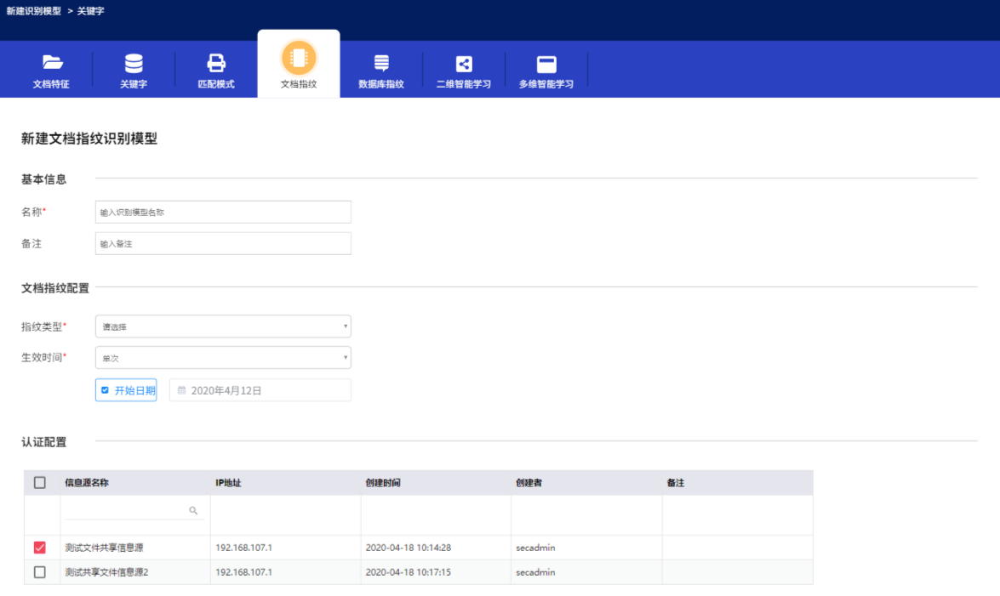 新建识别模型 > 关键字
文档特征 关键字 匹配模式 文档指纹 数据库指纹 二维智能学习 多维智能学习
新建文档指纹识别模型
基本信息
名称* 输入识别模型名称
备注 输入备注
文档指纹配置
指纹类型* 请选择
生效时间* 单次
开始日期 2020年4月12日
认证配置
信息源名称 IP地址 创建时间 创建者 备注
测试文件共享信息源 192.168.107.1 2020-04-18 10:14:28 secadmin
测试共享文件信息源2 192.168.107.1 2020-04-18 10:17:15 secadmin